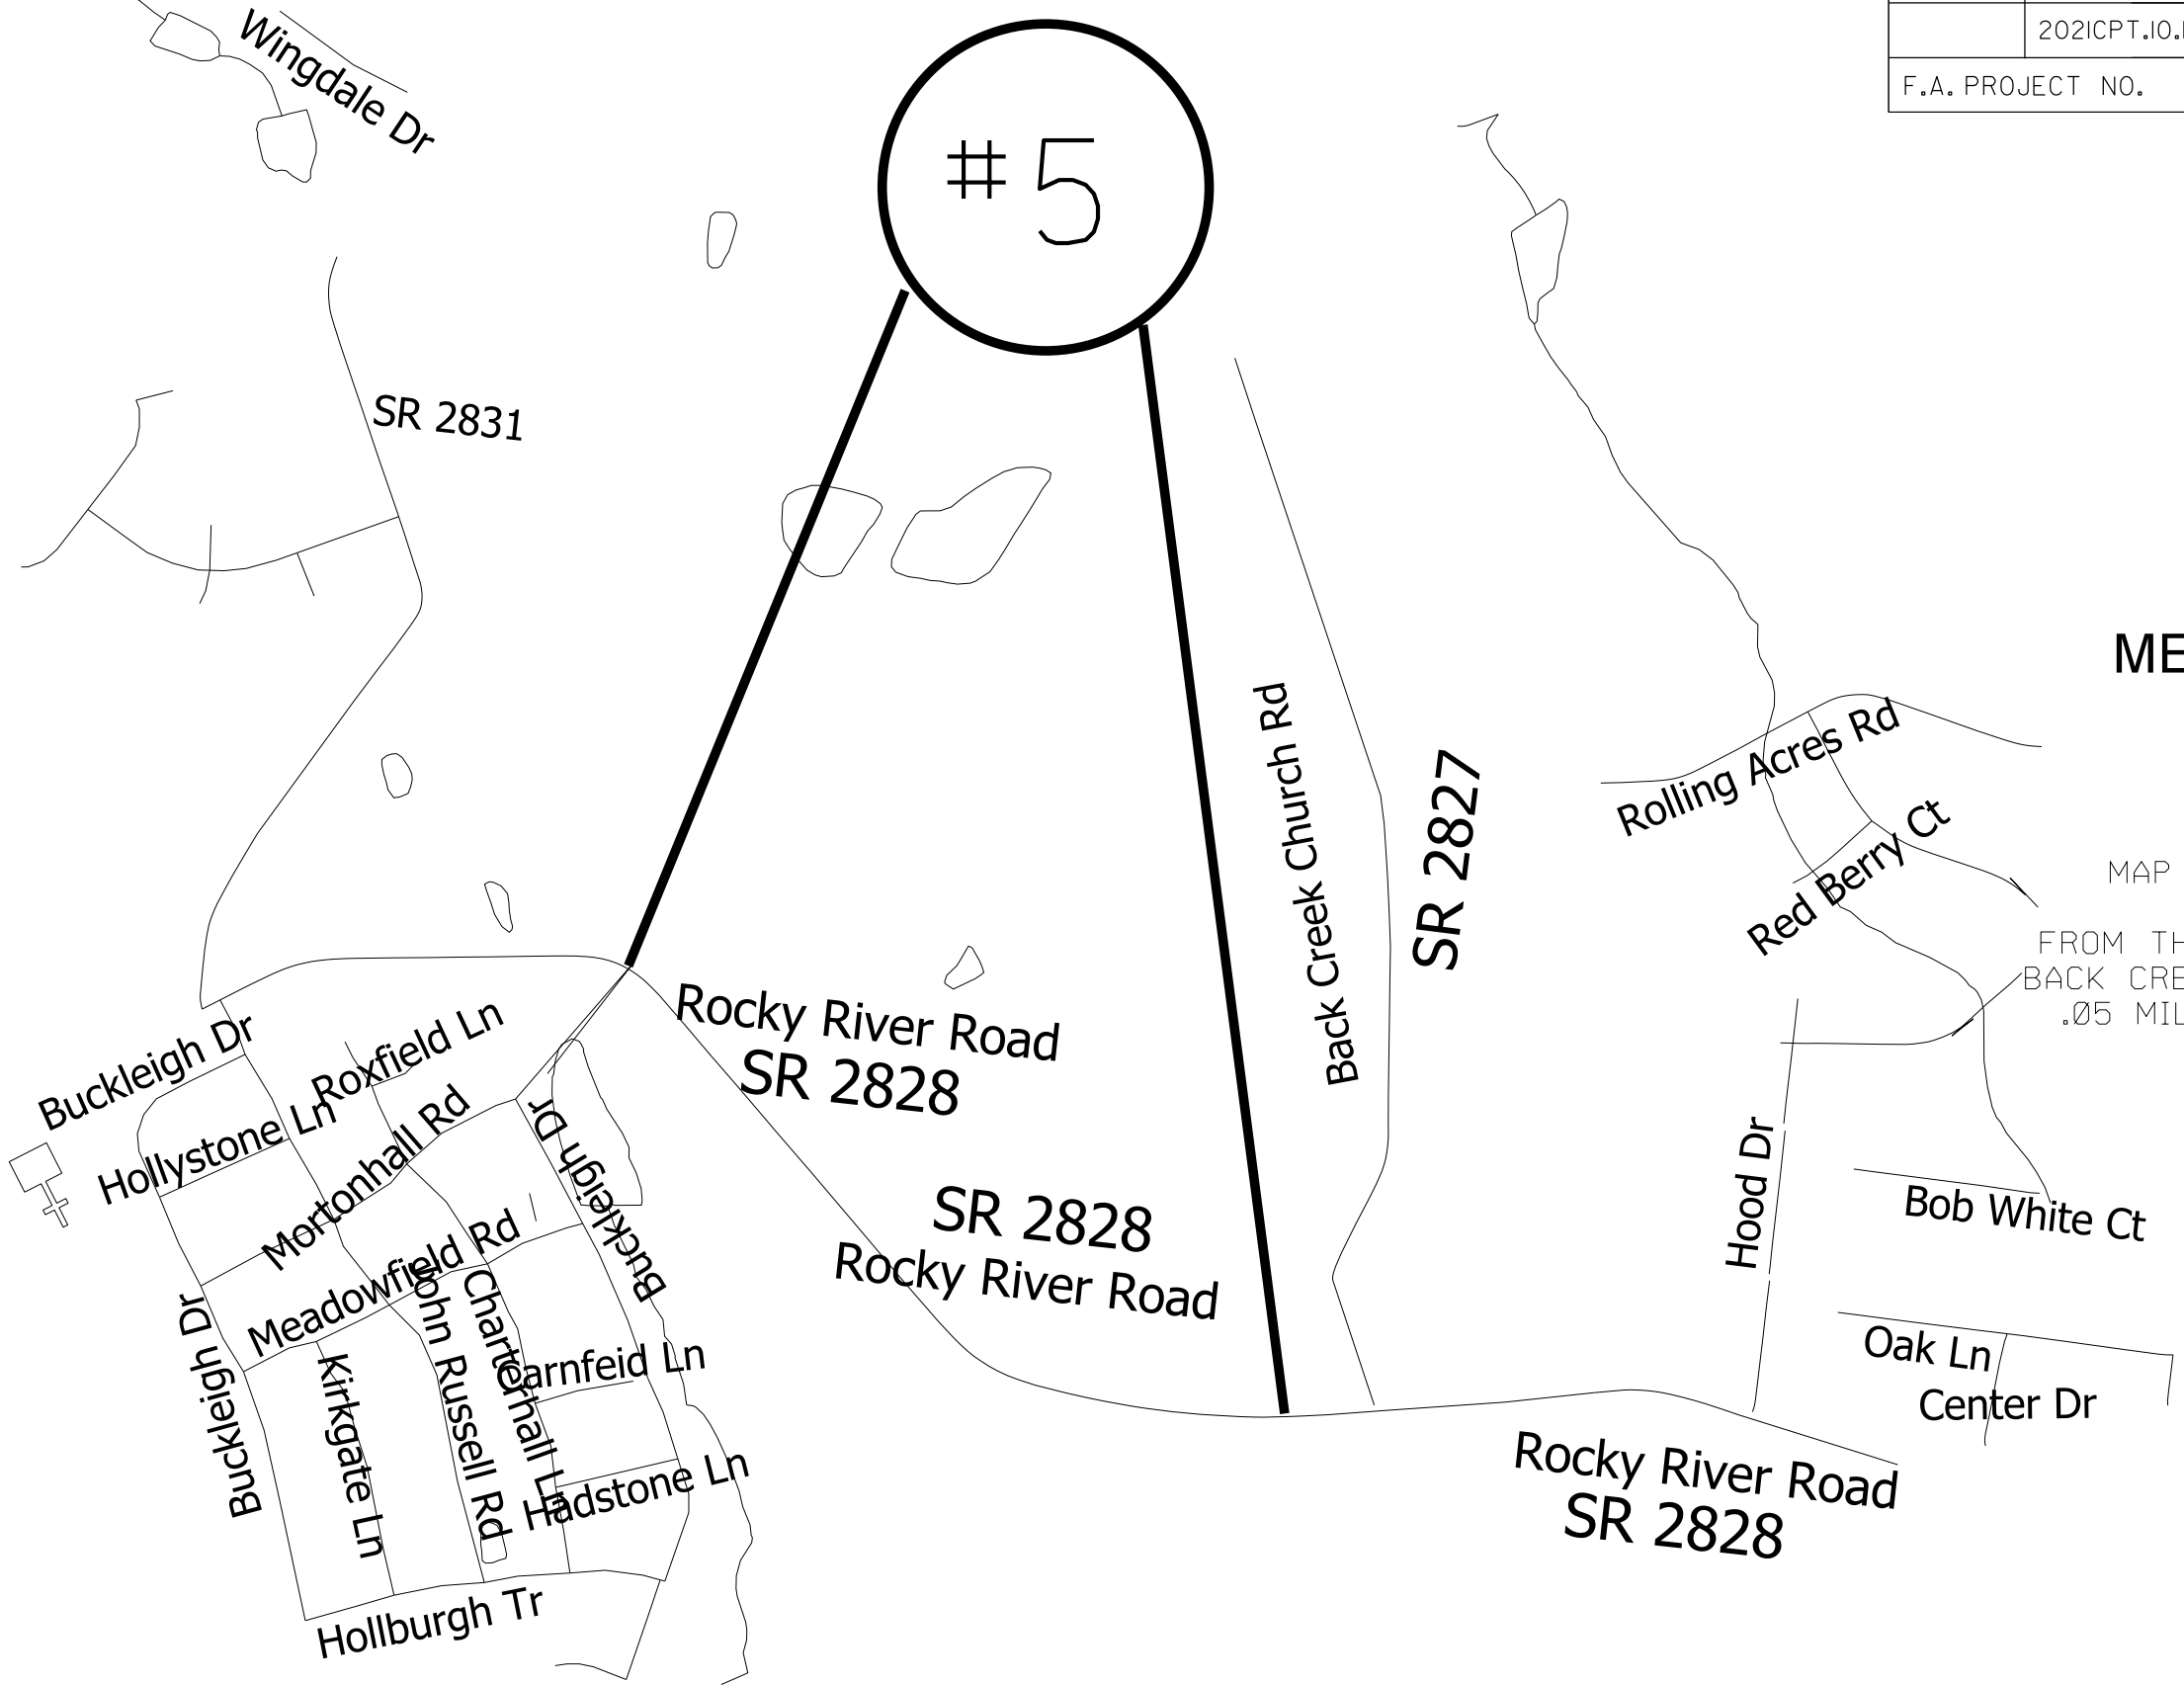 Wingdale Dr
2021CPT.10.
F.A. PROJECT NO.
#5
SR 2831
ME
Back Creek Church Rd
SR 2827
Rolling Acres Rd
Red Berry Ct
MAP
FROM TH
BACK CRE
.05 MIL
Rocky River Road
SR 2828
Buckleigh Dr
Roxfield Ln
Hollystone Ln
Mortonhall Rd
Buckleigh Dr
Meadowfield Rd
SR 2828
Rocky River Road
Hood Dr
Bob White Ct
Oak Ln
Center Dr
Buckleigh Dr
Kirkgate Ln
John Russell Rd
Charternall Ln
Carnfeid Ln
Hadstone Ln
Rocky River Road
SR 2828
Hollburgh Tr